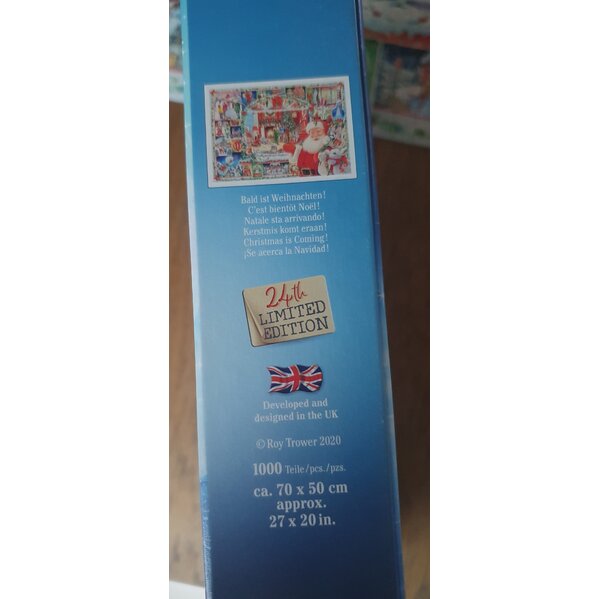 Bald ist Weihnachten!
C'est bientôt Noël!
Natale sta arrivando!
Kerstmis komt eraan!
Christmas is Coming!
¡Se acerca la Navidad!
24th
LIMITED
EDITION
Developed and
designed in the UK
© Roy Trower 2020
1000 Teile/pcs./pzs.
ca. 70 x 50 cm
approx.
27 x 20 in.